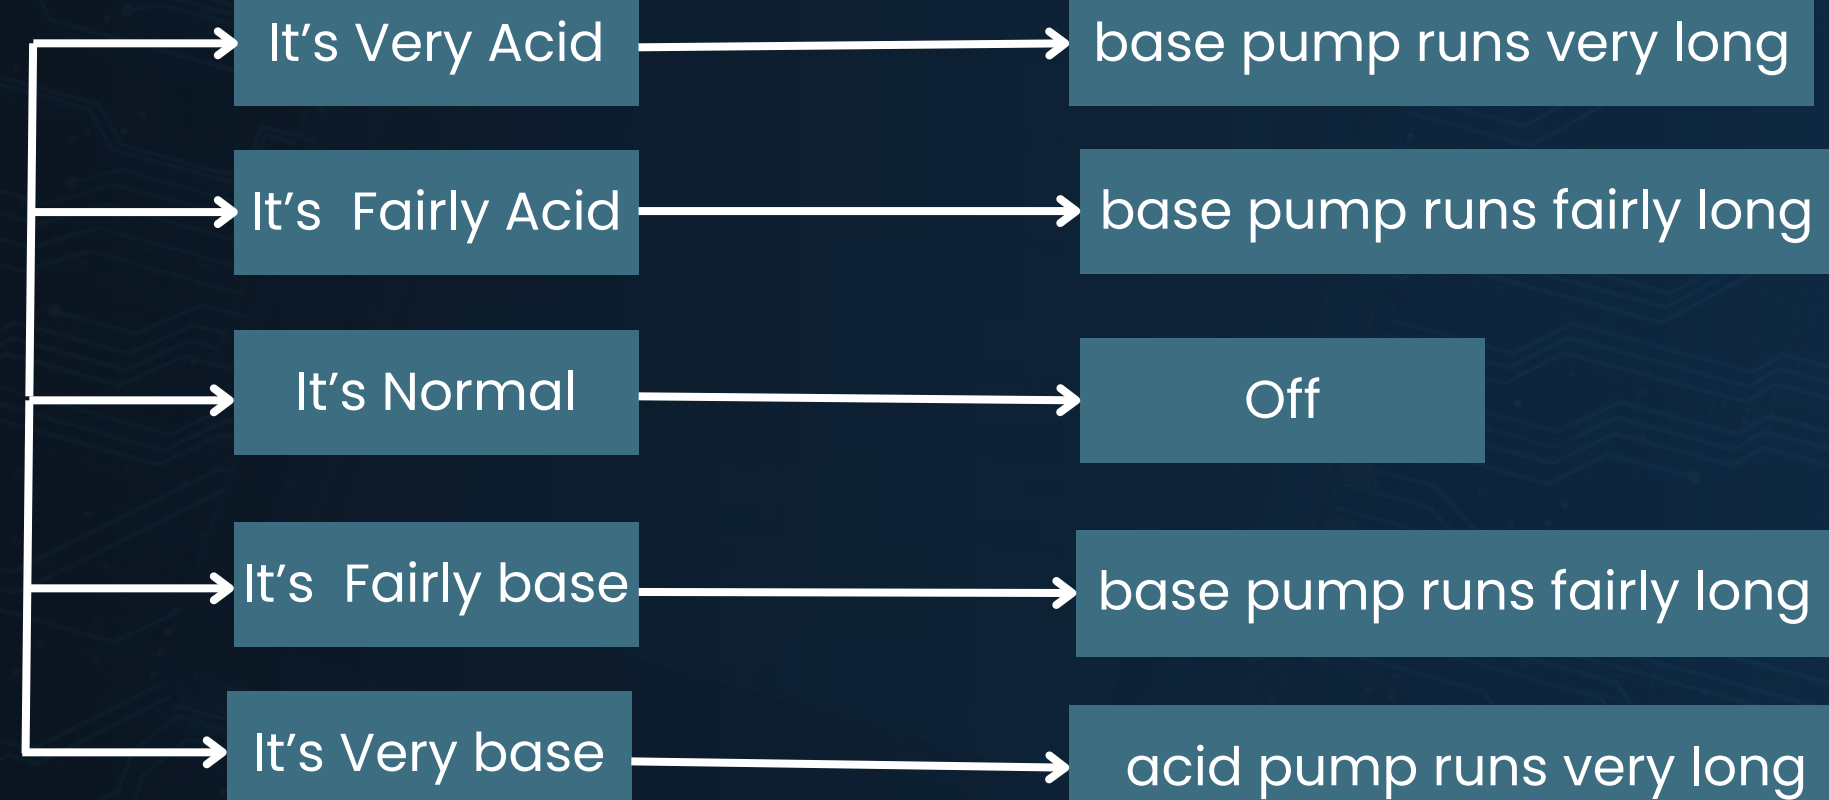 It's Very Acid
base pump runs very long
It's  Fairly Acid
base pump runs fairly long
It's Normal
Off
It's  Fairly base
base pump runs fairly long
It's Very base
acid pump runs very long